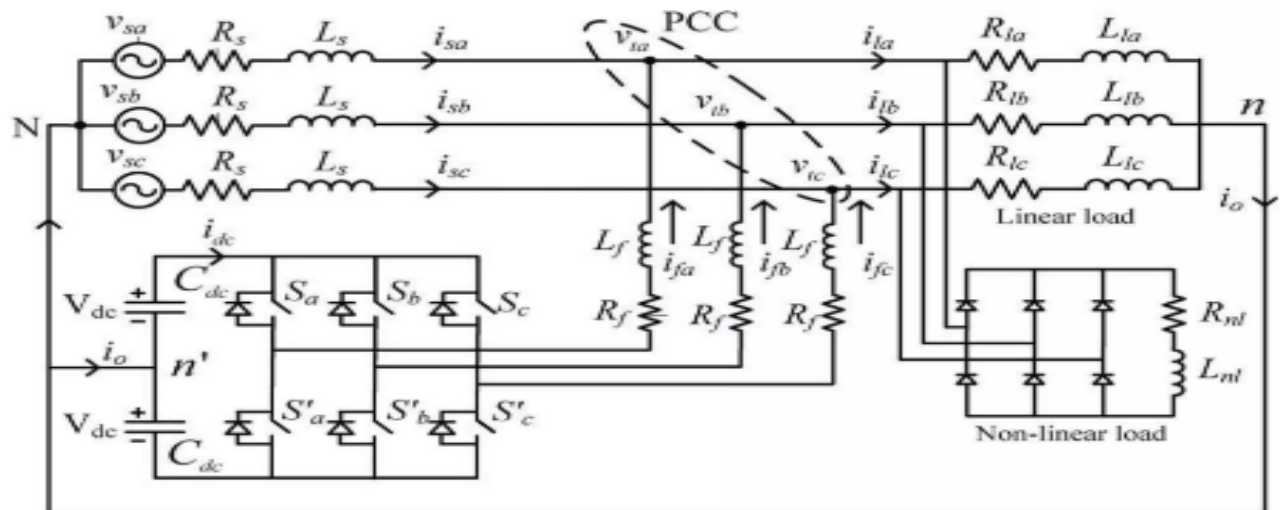 v_sa R_s L_s i_sa v_ta PCC i_la R_la L_la
v_sb R_s L_s i_sb v_tb i_lb R_lb L_lb
N n
v_sc R_s L_s i_sc v_tc i_lc R_lc L_lc
Linear load i_o
i_dc L_f i_fa L_f i_fb L_f i_fc
+ V_dc - C_dc S_a S_b S_c R_f R_f R_f R_nl
i_o n' L_nl
+ V_dc - C_dc S'_a S'_b S'_c
Non-linear load